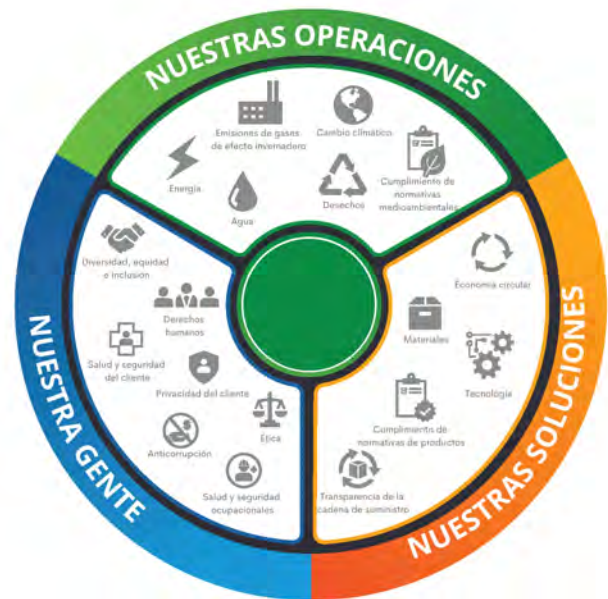 NUESTRAS OPERACIONES
Emisiones de gases
de efecto invernadero
Cambio climático
Energía
Agua
Desechos
Cumplimiento de
normativas
medioambientales
NUESTRA GENTE
Diversidad, equidad
e inclusión
Derechos
humanos
Salud y seguridad
del cliente
Privacidad del cliente
Ética
Anticorrupción
Salud y seguridad
ocupacionales
NUESTRAS SOLUCIONES
Economía circular
Materiales
Tecnología
Cumplimiento de
normativas de productos
Transparencia de la
cadena de suministro